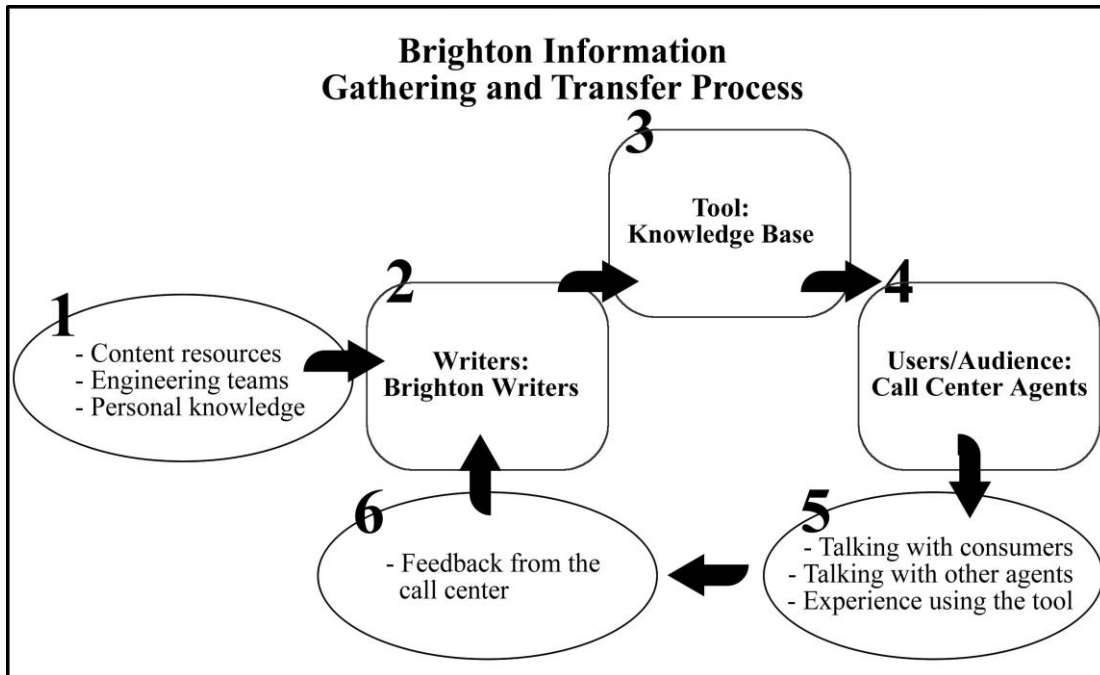 Brighton Information
Gathering and Transfer Process
1
- Content resources
- Engineering teams
- Personal knowledge
2
Writers:
Brighton Writers
3
Tool:
Knowledge Base
4
Users/Audience:
Call Center Agents
5
- Talking with consumers
- Talking with other agents
- Experience using the tool
6
- Feedback from the
call center